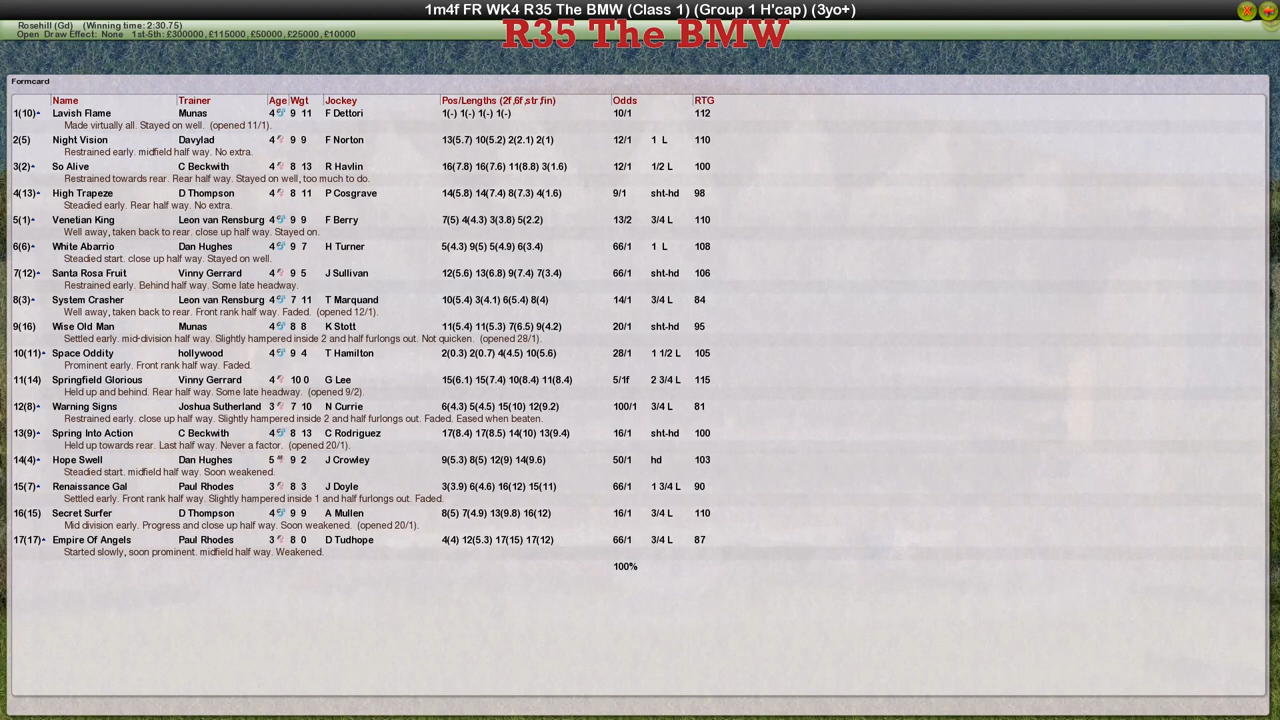 1m4f FR WK4 R35 The BMW (Class 1) (Group 1 H'cap) (3yo+)
Rosehill (Gd) (Winning time: 2:30.75)
Open Draw Effect: None 1st-5th: £300000, £115000, £50000, £25000, £10000
R35 The BMW
Formcard
Name Trainer Age Wgt Jockey Pos/Lengths (2f,6f,str,fin) Odds RTG
1(10) Lavish Flame Munas 4 9 11 F Dettori 1(-) 1(-) 1(-) 1(-) 10/1 112
Made virtually all. Stayed on well. (opened 11/1).
2(5) Night Vision Davylad 4 9 9 F Norton 13(5.7) 10(5.2) 2(2.1) 2(1) 12/1 1 L 110
Restrained early. midfield half way. No extra.
3(2) So Alive C Beckwith 4 8 13 R Havlin 16(7.8) 16(7.6) 11(8.8) 3(1.6) 12/1 1/2 L 100
Restrained towards rear. Rear half way. Stayed on well, too much to do.
4(13) High Trapeze D Thompson 4 8 11 P Cosgrave 14(5.8) 14(7.4) 8(7.3) 4(1.6) 9/1 sht-hd 98
Steadied early. Rear half way. No extra.
5(1) Venetian King Leon van Rensburg 4 9 9 F Berry 7(5) 4(4.3) 3(3.8) 5(2.2) 13/2 3/4 L 110
Well away, taken back to rear. close up half way. Stayed on.
6(6) White Abarrio Dan Hughes 4 9 7 H Turner 5(4.3) 9(5) 5(4.9) 6(3.4) 66/1 1 L 108
Steadied start. close up half way. Stayed on well.
7(12) Santa Rosa Fruit Vinny Gerrard 4 9 5 J Sullivan 12(5.6) 13(6.8) 9(7.4) 7(3.4) 66/1 sht-hd 106
Restrained early. Behind half way. Some late headway.
8(3) System Crasher Leon van Rensburg 4 7 11 T Marquand 10(5.4) 3(4.1) 6(5.4) 8(4) 14/1 3/4 L 84
Well away, taken back to rear. Front rank half way. Faded. (opened 12/1).
9(16) Wise Old Man Munas 4 8 8 K Stott 11(5.4) 11(5.3) 7(6.5) 9(4.2) 20/1 sht-hd 95
Settled early. mid-division half way. Slightly hampered inside 2 and half furlongs out. Not quicken. (opened 28/1).
10(11) Space Oddity hollywood 4 9 4 T Hamilton 2(0.3) 2(0.7) 4(4.5) 10(5.6) 28/1 1 1/2 L 105
Prominent early. Front rank half way. Faded.
11(14) Springfield Glorious Vinny Gerrard 4 10 0 G Lee 15(6.1) 15(7.4) 10(8.4) 11(8.4) 5/1f 2 3/4 L 115
Held up and behind. Rear half way. Some late headway. (opened 9/2).
12(8) Warning Signs Joshua Sutherland 3 7 10 N Currie 6(4.3) 5(4.5) 15(10) 12(9.2) 100/1 3/4 L 81
Restrained early. close up half way. Slightly hampered inside 2 and half furlongs out. Faded. Eased when beaten.
13(9) Spring Into Action C Beckwith 4 8 13 C Rodriguez 17(8.4) 17(8.5) 14(10) 13(9.4) 16/1 sht-hd 100
Held up towards rear. Last half way. Never a factor. (opened 20/1).
14(4) Hope Swell Dan Hughes 5 9 2 J Crowley 9(5.3) 8(5) 12(9) 14(9.6) 50/1 hd 103
Steadied start. midfield half way. Soon weakened.
15(7) Renaissance Gal Paul Rhodes 3 8 3 J Doyle 3(3.9) 6(4.6) 16(12) 15(11) 66/1 1 3/4 L 90
Settled early. Front rank half way. Slightly hampered inside 1 and half furlongs out. Faded.
16(15) Secret Surfer D Thompson 4 9 9 A Mullen 8(5) 7(4.9) 13(9.8) 16(12) 16/1 3/4 L 110
Mid division early. Progress and close up half way. Soon weakened. (opened 20/1).
17(17) Empire Of Angels Paul Rhodes 3 8 0 D Tudhope 4(4) 12(5.3) 17(15) 17(12) 66/1 3/4 L 87
Started slowly, soon prominent. midfield half way. Weakened.
100%